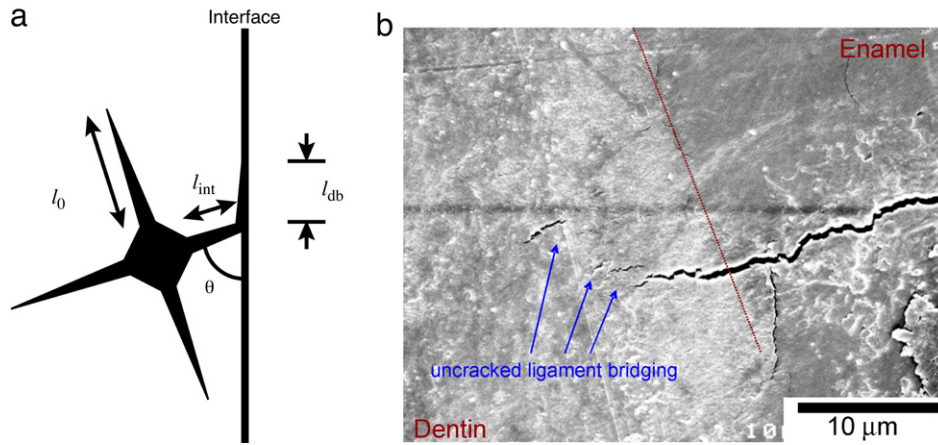 a
Interface
l0
lint
ldb
θ
b
Enamel
uncracked ligament bridging
Dentin
10 μm